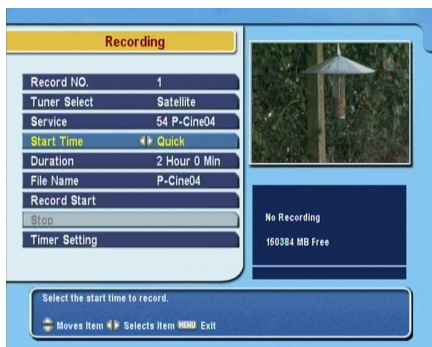 Recording
Record NO. 1
Tuner Select Satellite
Service 54 P-Cine04
Start Time Quick
Duration 2 Hour 0 Min
File Name P-Cine04
Record Start
Stop
Timer Setting
No Recording
150384 MB Free
Select the start time to record.
Moves Item Selects Item MENU Exit